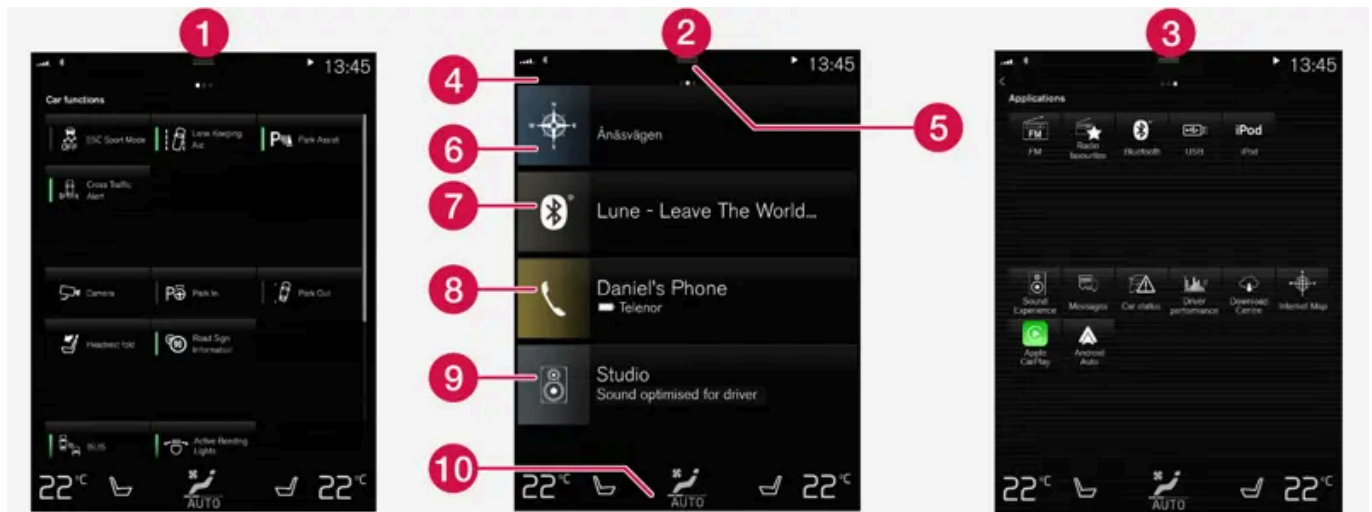 1
2
3
13:45
Car functions
ESC Sport Mode
OFF
Lane Keeping
Aid
Park Assist
Cross Traffic
Alert
Camera
Park In
Park Out
Headrest fold
Road Sign
Information
BLIS
Active Bending
Lights
22°C
AUTO
22°C
4
5
6
7
8
9
10
13:45
Änäsvägen
Lune - Leave The World...
Daniel's Phone
Telenor
Studio
Sound optimised for driver
22°C
AUTO
22°C
13:45
Applications
FM
FM
Radio
favourites
Bluetooth
USB
iPod
iPod
Sound
Experience
Messages
Car status
Driver
performance
Download
Centre
Internet Map
Apple
CarPlay
Android
Auto
22°C
AUTO
22°C